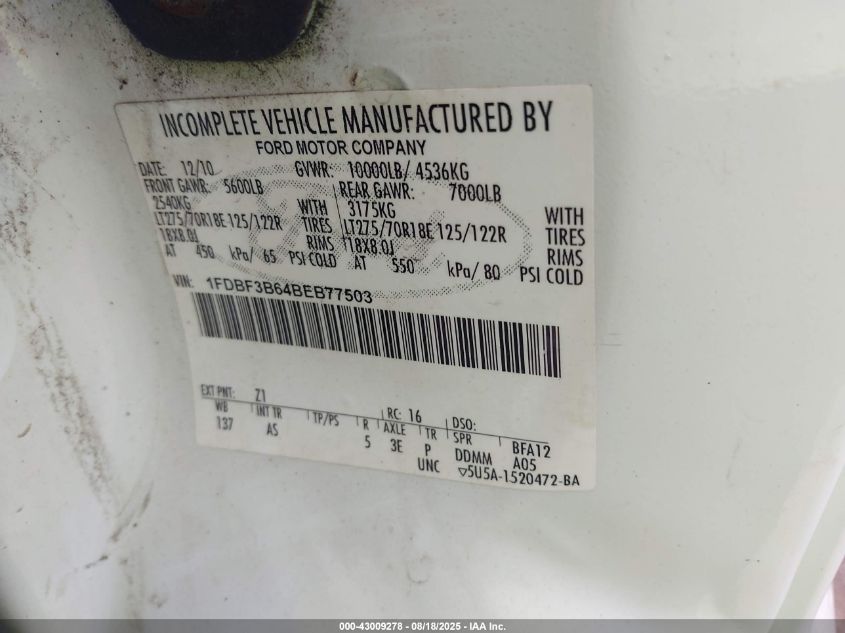 INCOMPLETE VEHICLE MANUFACTURED BY
FORD MOTOR COMPANY
DATE: 12/10 GVWR: 10000LB/ 4536KG
FRONT GAWR: 5600LB REAR GAWR: 7000LB
2540KG WITH 3175KG WITH
LT275/70R18E 125/122R TIRES LT275/70R18E 125/122R TIRES
18X8.0J RIMS 18X8.0J RIMS
AT 450 kPa/ 65 PSI COLD AT 550 kPa/ 80 PSI COLD
VIN: 1FDBF3B64BEB77503
EXT PNT: Z1 RC: 16 DSO:
WB INT TR TP/PS R AXLE TR SPR BFA12
137 AS 5 3E P DDMM A05
UNC ▽5U5A-1520472-BA
000-43009278 - 08/18/2025 - IAA Inc.